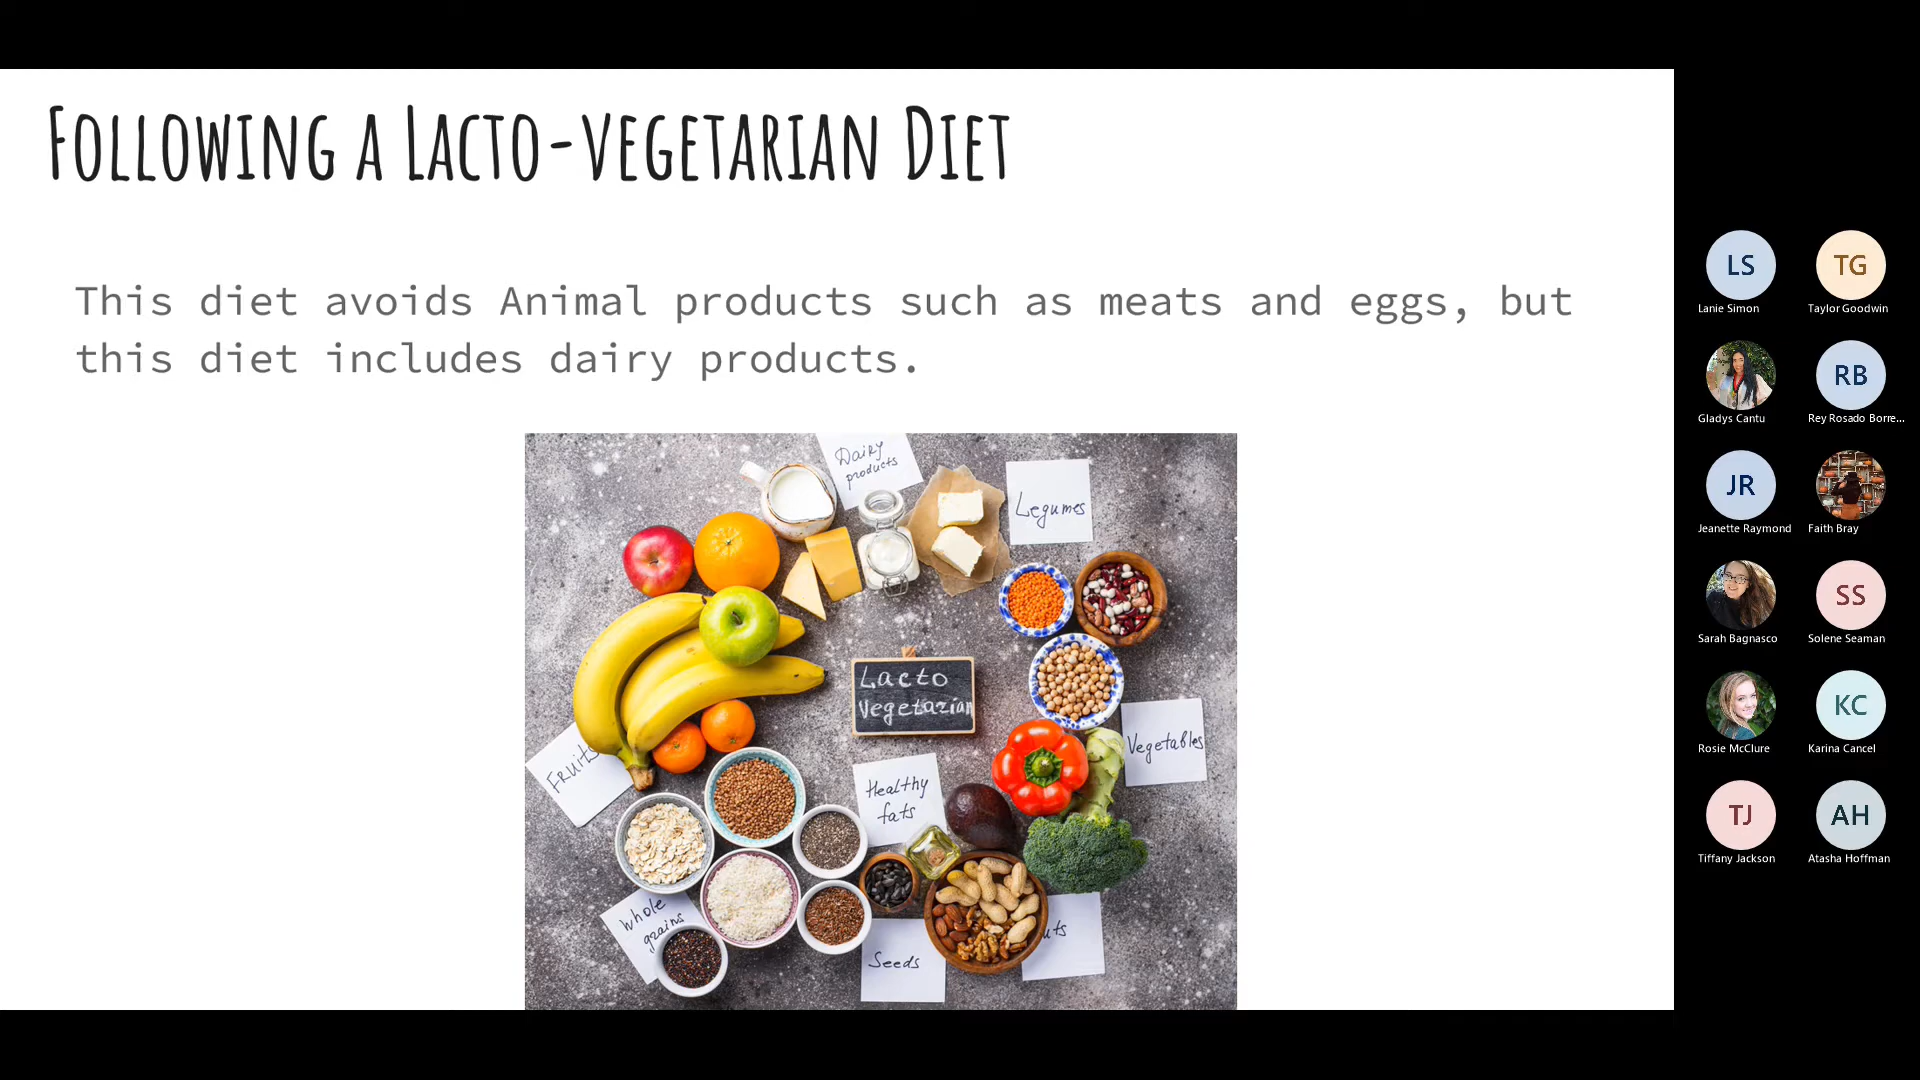 Following a Lacto-vegetarian Diet
This diet avoids Animal products such as meats and eggs, but
this diet includes dairy products.
Dairy
products
Legumes
Lacto
Vegetarian
Vegetables
Fruits
Healthy
fats
Whole
grains
Seeds
LS
Lanie Simon
TG
Taylor Goodwin
Gladys Cantu
RB
Rey Rosado Borre...
JR
Jeanette Raymond
Faith Bray
Sarah Bagnasco
SS
Solene Seaman
Rosie McClure
KC
Karina Cancel
TJ
Tiffany Jackson
AH
Atasha Hoffman